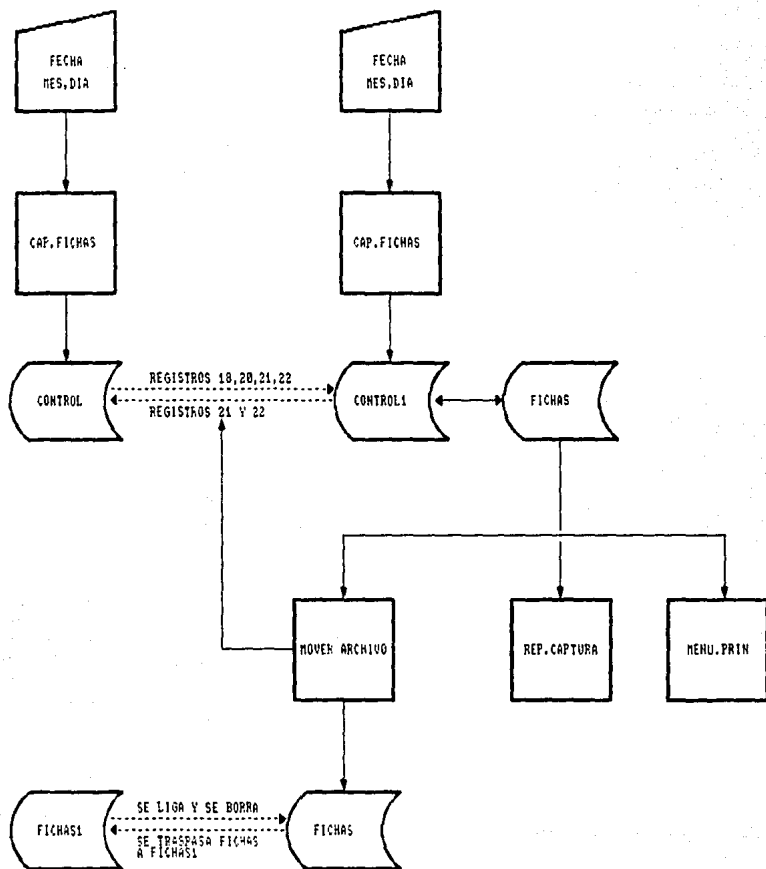 FECHA
MES,DIA
FECHA
MES,DIA
CAP.FICHAS
CAP.FICHAS
REGISTROS 18,20,21,22
CONTROL
CONTROL1
FICHAS
REGISTROS 21 Y 22
MOVER ARCHIVO
REP.CAPTURA
MENU.PRIN
SE LIGA Y SE BORRA
FICHAS1
FICHAS
SE TRASPASA FICHAS
A FICHAS1